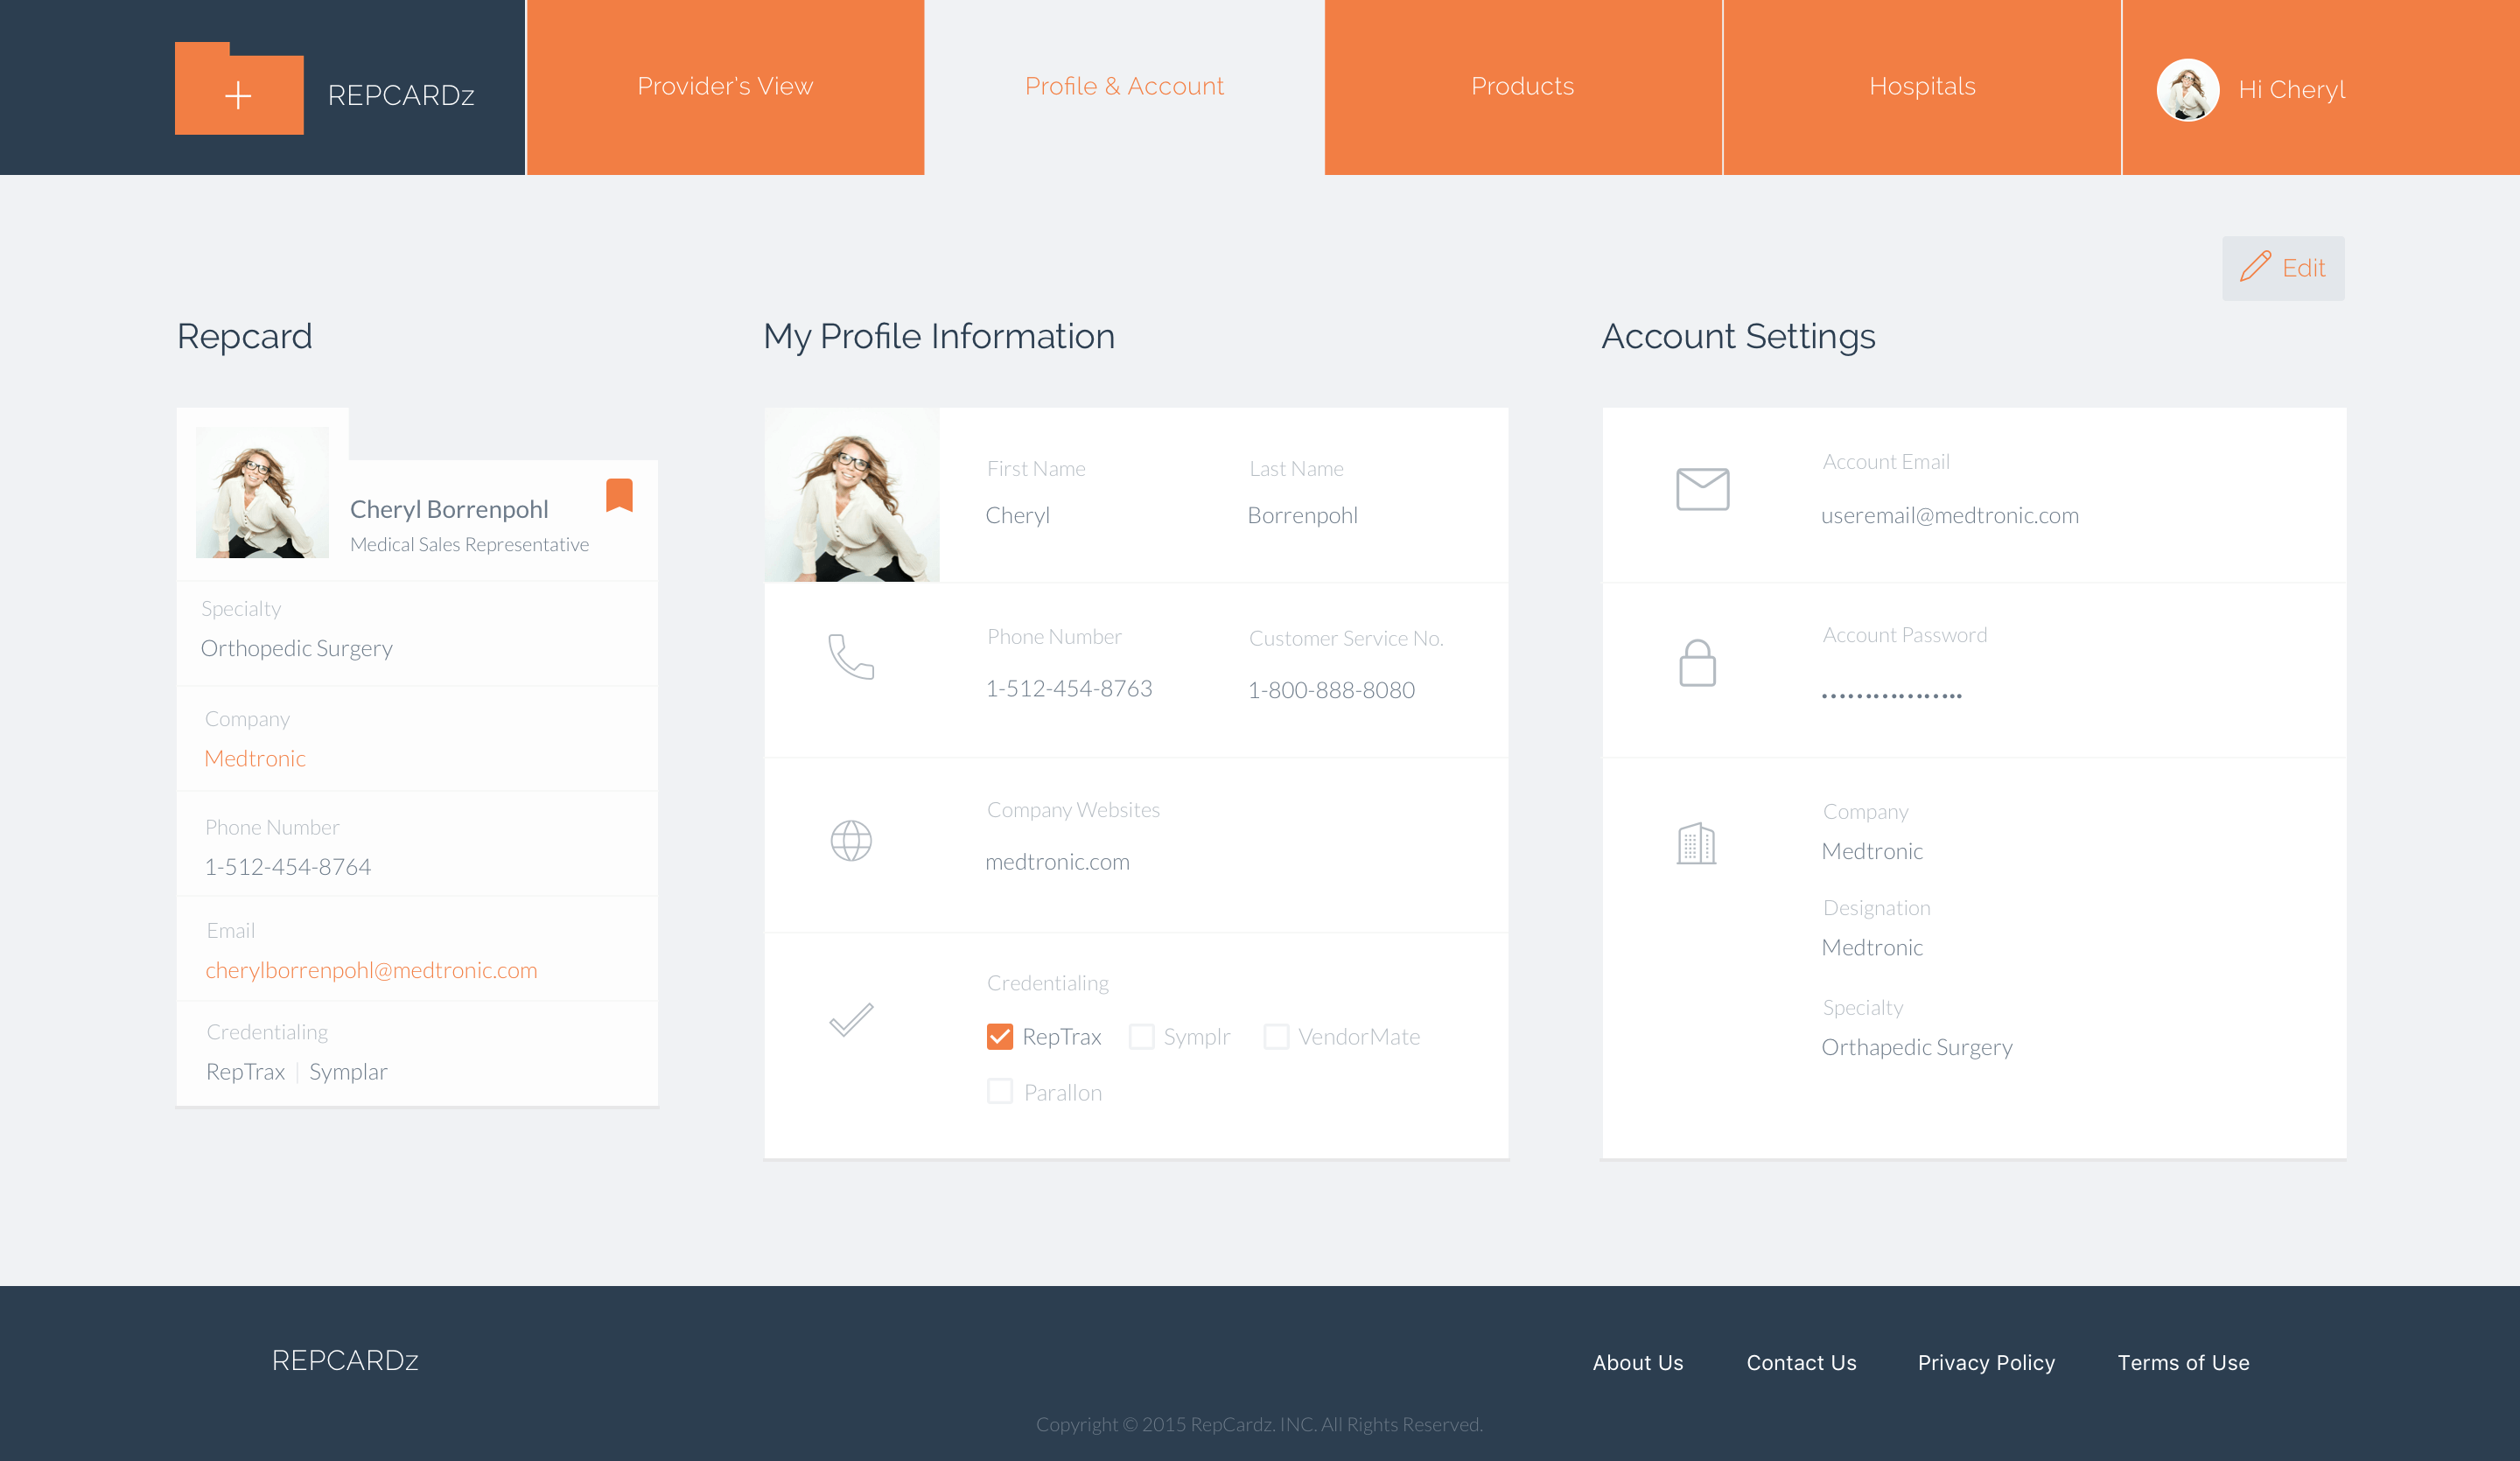 REPCARDz
Provider's View
Profile & Account
Products
Hospitals
Hi Cheryl
Edit
Repcard
Cheryl Borrenpohl
Medical Sales Representative
Specialty
Orthopedic Surgery
Company
Medtronic
Phone Number
1-512-454-8764
Email
cherylborrenpohl@medtronic.com
Credentialing
RepTrax | Symplar
My Profile Information
First Name Last Name
Cheryl Borrenpohl
Phone Number Customer Service No.
1-512-454-8763 1-800-888-8080
Company Websites
medtronic.com
Credentialing
RepTrax Symplr VendorMate
Parallon
Account Settings
Account Email
useremail@medtronic.com
Account Password
................
Company
Medtronic
Designation
Medtronic
Specialty
Orthapedic Surgery
REPCARDz
About Us Contact Us Privacy Policy Terms of Use
Copyright © 2015 RepCardz. INC. All Rights Reserved.